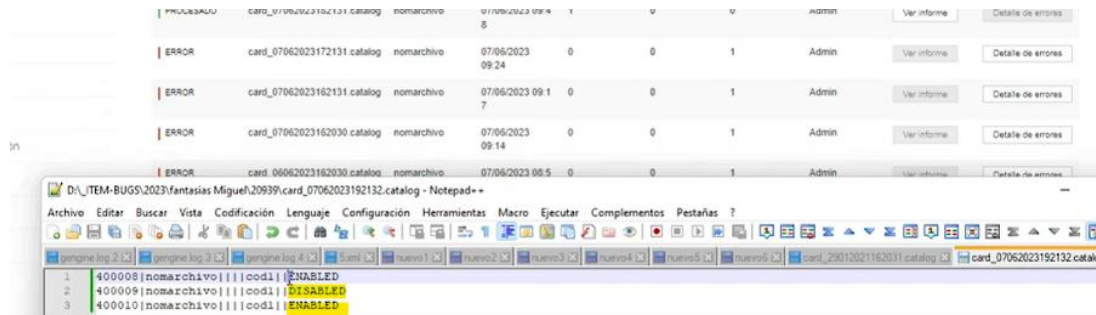 PROCESADO card_07062023182131.catalog nomarchivo 07/06/2023 09:4 1 0 0 Admin Ver informe Detalle de errores
8
ERROR card_07062023172131.catalog nomarchivo 07/06/2023 0 0 1 Admin Ver informe Detalle de errores
09:24
ERROR card_07062023162131.catalog nomarchivo 07/06/2023 09:1 0 0 1 Admin Ver informe Detalle de errores
7
ERROR card_07062023162030.catalog nomarchivo 07/06/2023 0 0 1 Admin Ver informe Detalle de errores
09:14
ERROR card_06062023162030.catalog nomarchivo 07/06/2023 08:5 0 0 1 Admin Ver informe Detalle de errores
D:\_ITEM-BUGS\2023\fantasias Miguel\20939\card_07062023192132.catalog - Notepad++
Archivo Editar Buscar Vista Codificación Lenguaje Configuración Herramientas Macro Ejecutar Complementos Pestañas ?
gengine.log 2 gengine.log 3 gengine.log 4 5.xml nuevo1 nuevo2 nuevo3 nuevo4 nuevo5 nuevo6 card_29012021162031.catalog card_07062023192132.catal
1 400008|nomarchivo||||cod1||ENABLED
2 400009|nomarchivo||||cod1||DISABLED
3 400010|nomarchivo||||cod1||ENABLED